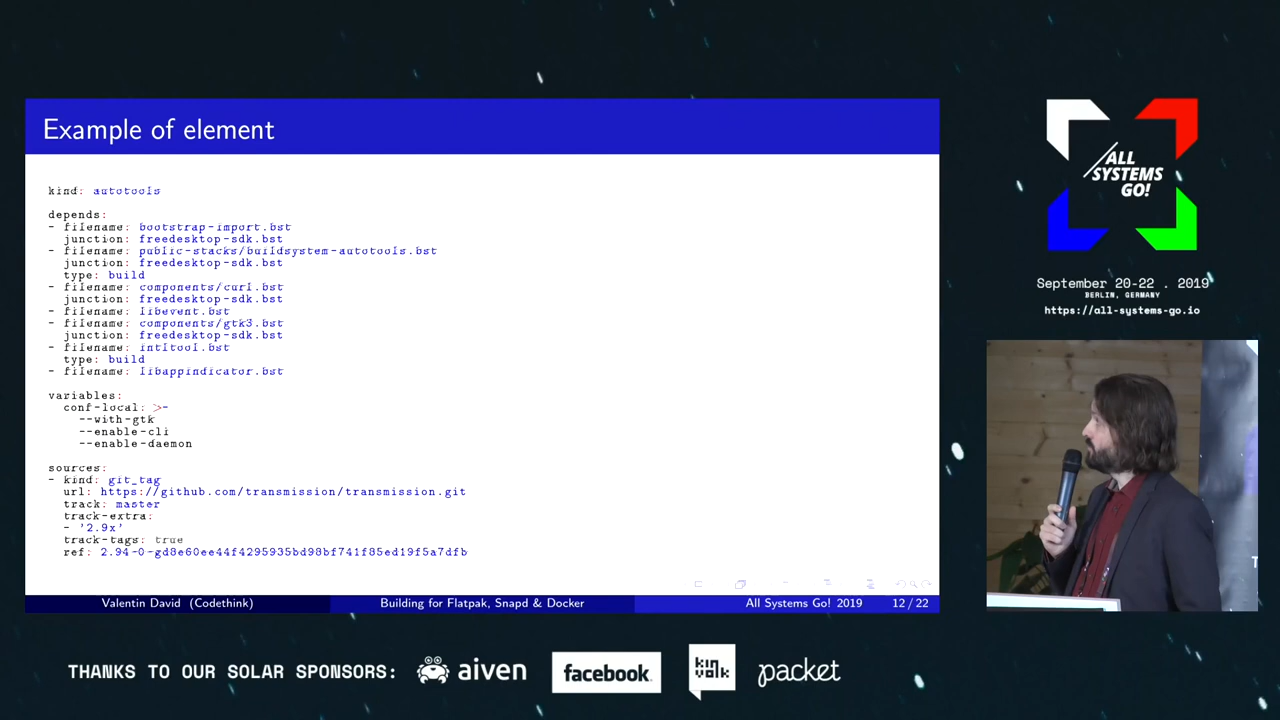 Example of element
kind: autotools
depends:
- filename: bootstrap-import.bst
junction: freedesktop-sdk.bst
- filename: public-stacks/buildsystem-autotools.bst
junction: freedesktop-sdk.bst
type: build
- filename: components/curl.bst
junction: freedesktop-sdk.bst
- filename: libevent.bst
- filename: components/gtk3.bst
junction: freedesktop-sdk.bst
- filename: intltool.bst
type: build
- filename: libappindicator.bst
variables:
conf-local: >-
--with-gtk
--enable-cli
--enable-daemon
sources:
- kind: git_tag
url: https://github.com/transmission/transmission.git
track: master
track-extra:
- '2.9x'
track-tags: true
ref: 2.94-0-gd8e60ee44f4295935bd98bf741f85ed19f5a7dfb
Valentin David (Codethink)
Building for Flatpak, Snapd & Docker
All Systems Go! 2019
12 / 22
ALL
SYSTEMS
GO!
September 20-22 . 2019
BERLIN, GERMANY
https://all-systems-go.io
THANKS TO OUR SOLAR SPONSORS:
aiven
facebook
kinvolk
packet